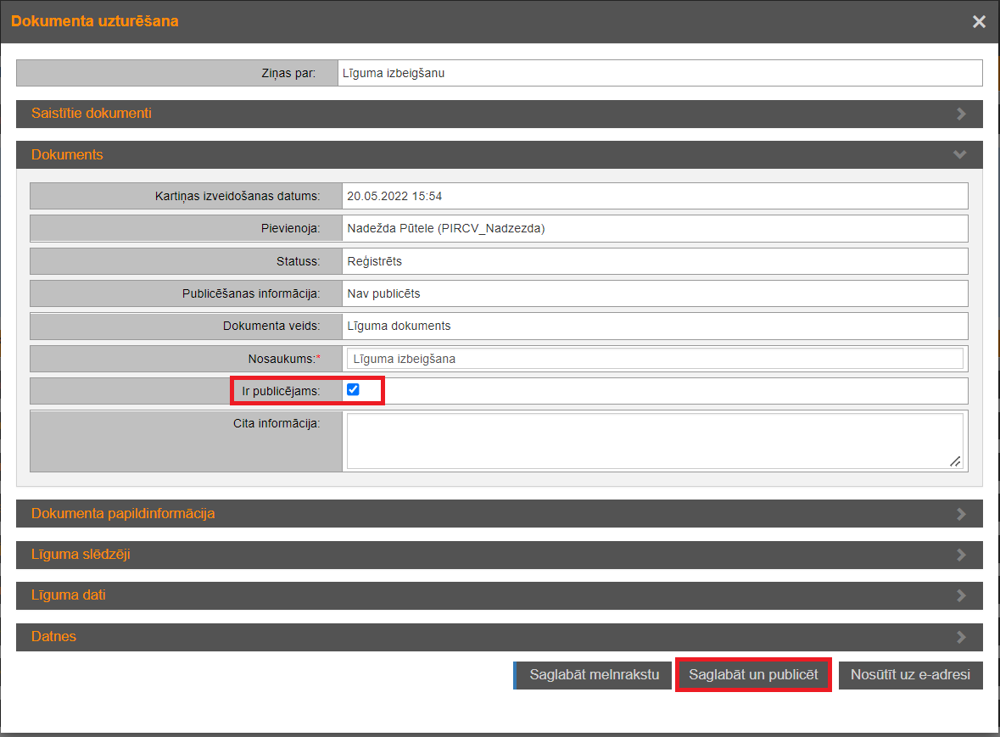 Dokumenta uzturēšana
Ziņas par: Līguma izbeigšanu
Saistītie dokumenti
Dokuments
Kartiņas izveidošanas datums: 20.05.2022 15:54
Pievienoja: Nadežda Pūtele (PIRCV_Nadzezda)
Statuss: Reģistrēts
Publicēšanas informācija: Nav publicēts
Dokumenta veids: Līguma dokuments
Nosaukums:* Līguma izbeigšana
Ir publicējams:
Cita informācija:
Dokumenta papildinformācija
Līguma slēdzēji
Līguma dati
Datnes
Saglabāt melnrakstu Saglabāt un publicēt Nosūtīt uz e-adresi